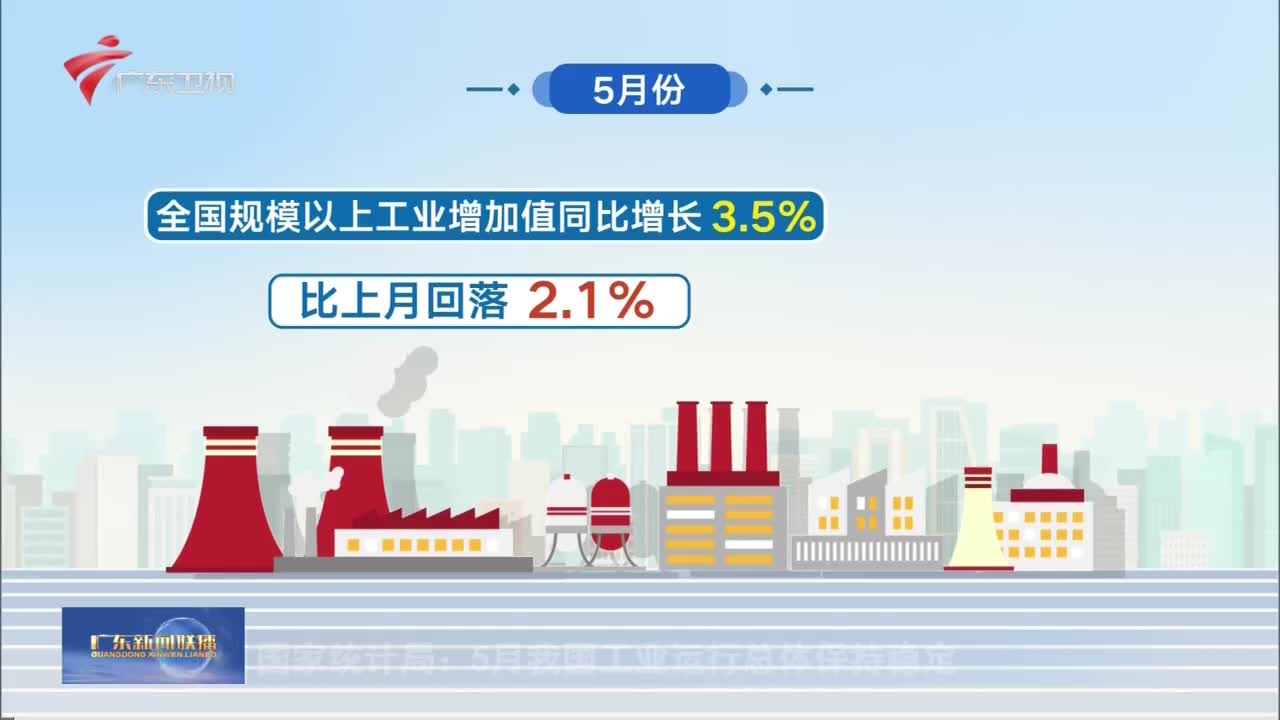 广东卫视
5月份
全国规模以上工业增加值同比增长 3.5%
比上月回落 2.1%
广东新闻联播
GUANGDONG XINWEN LIANBO
国家统计局：5月我国工业运行总体保持稳定